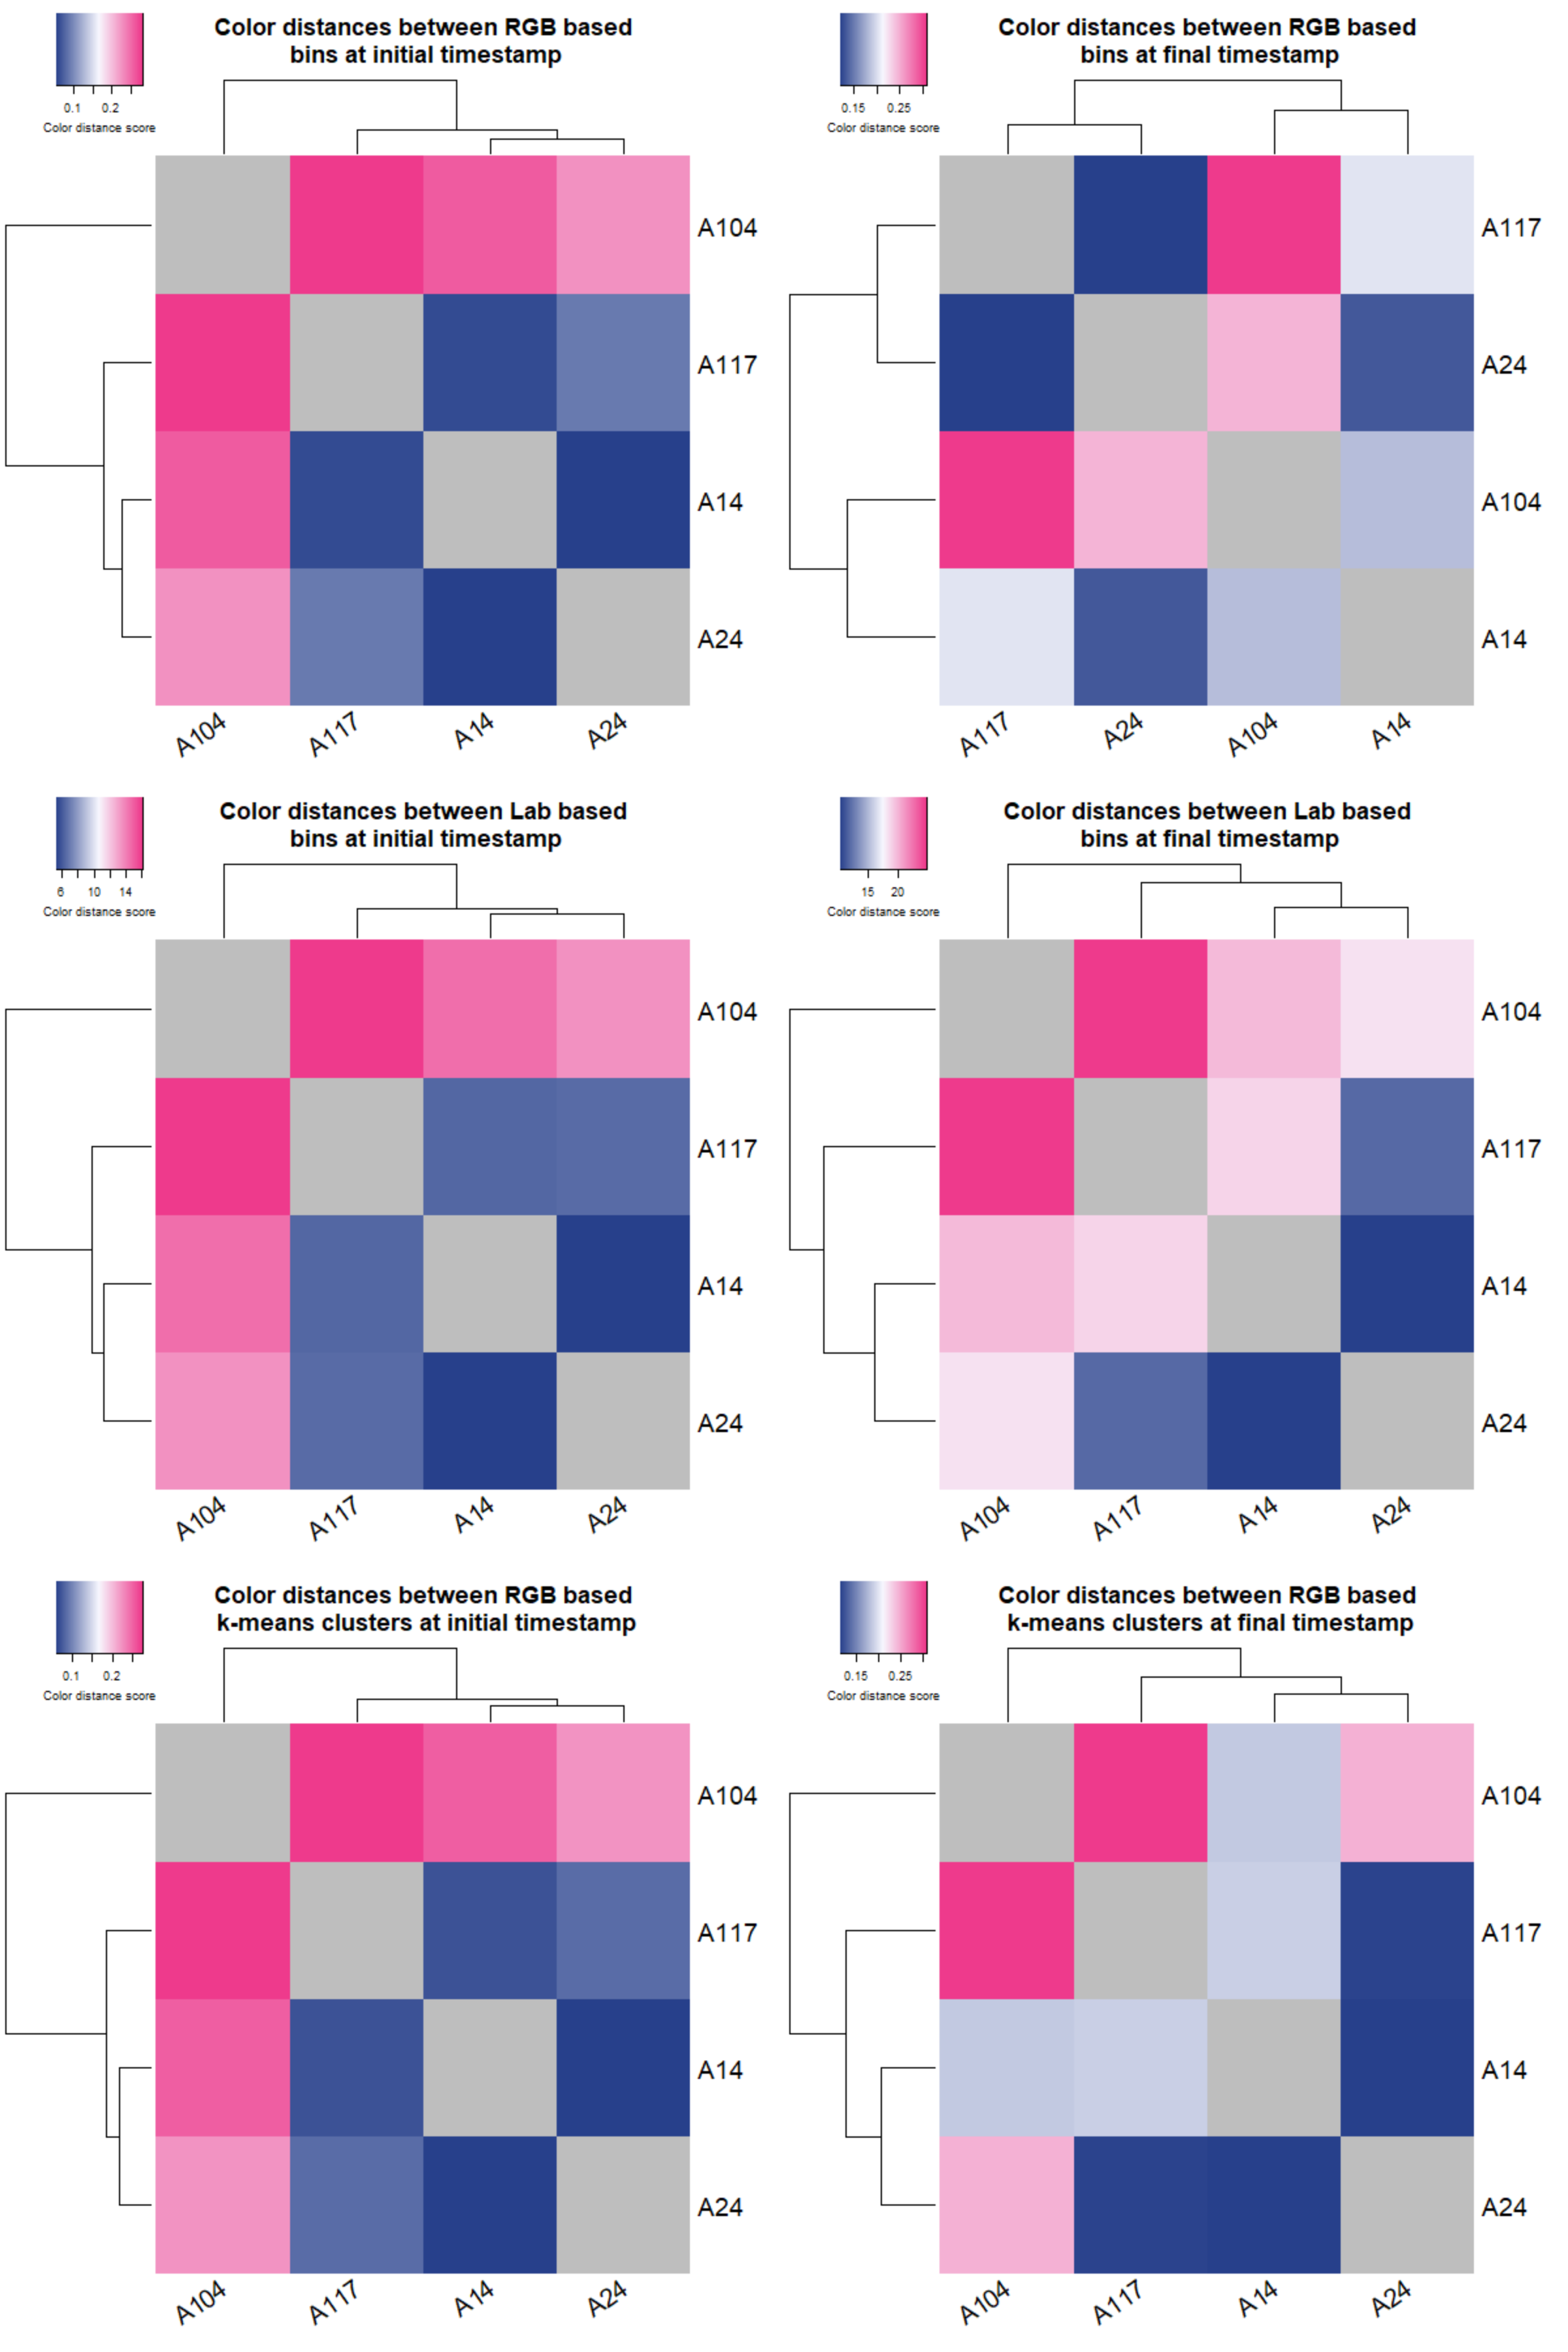 Color distances between RGB based
bins at initial timestamp
0.1 0.2
Color distance score
A104
A117
A14
A24
A104 A117 A14 A24
Color distances between RGB based
bins at final timestamp
0.15 0.25
Color distance score
A117
A24
A104
A14
A117 A24 A104 A14
Color distances between Lab based
bins at initial timestamp
6 10 14
Color distance score
A104
A117
A14
A24
A104 A117 A14 A24
Color distances between Lab based
bins at final timestamp
15 20
Color distance score
A104
A117
A14
A24
A104 A117 A14 A24
Color distances between RGB based
k-means clusters at initial timestamp
0.1 0.2
Color distance score
A104
A117
A14
A24
A104 A117 A14 A24
Color distances between RGB based
k-means clusters at final timestamp
0.15 0.25
Color distance score
A104
A117
A14
A24
A104 A117 A14 A24